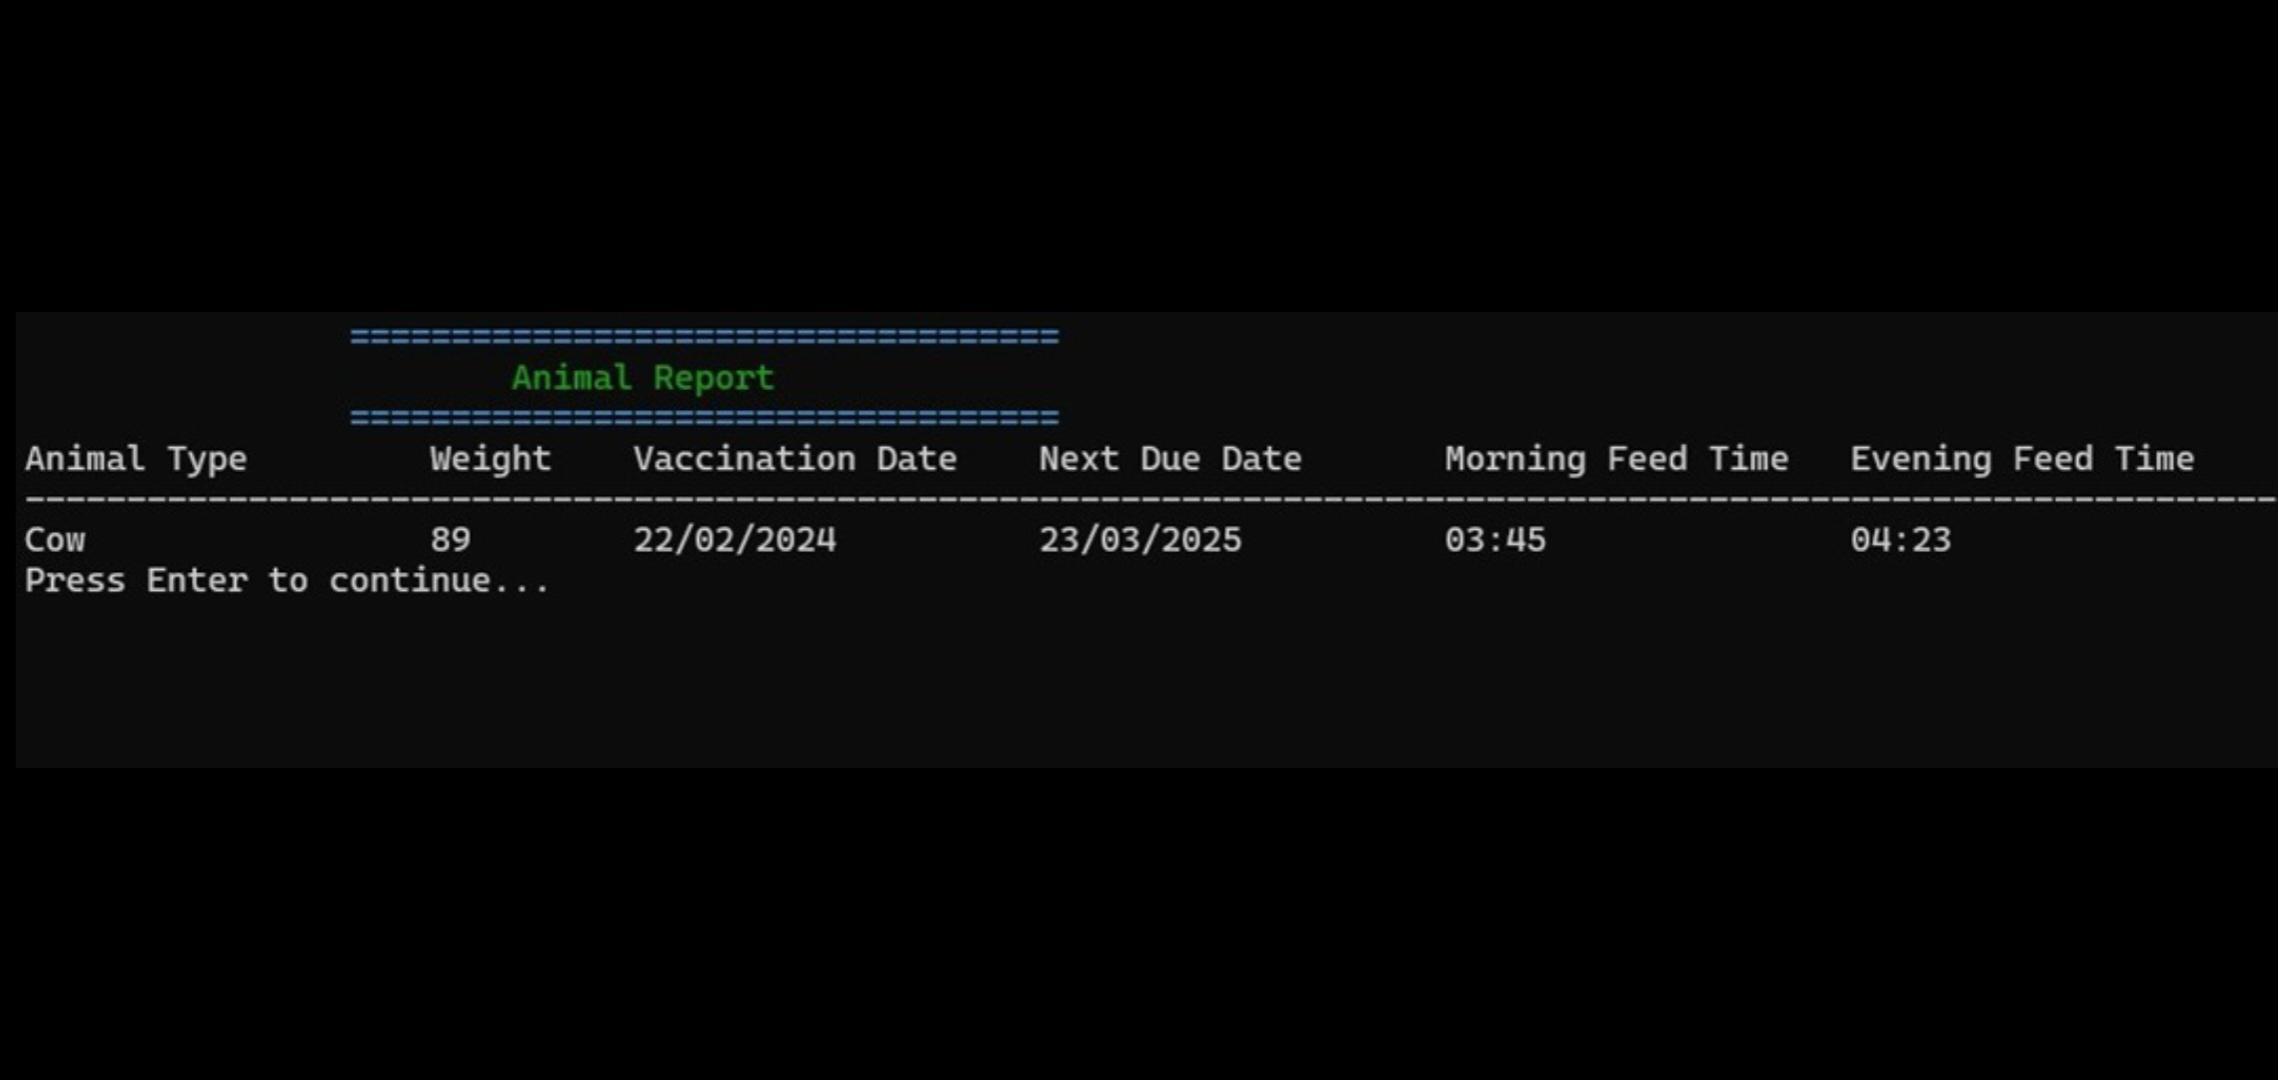 ===================================
Animal Report
===================================
Animal Type Weight Vaccination Date Next Due Date Morning Feed Time Evening Feed Time
---------------------------------------------------------------------------------------------------------------
Cow 89 22/02/2024 23/03/2025 03:45 04:23
Press Enter to continue...